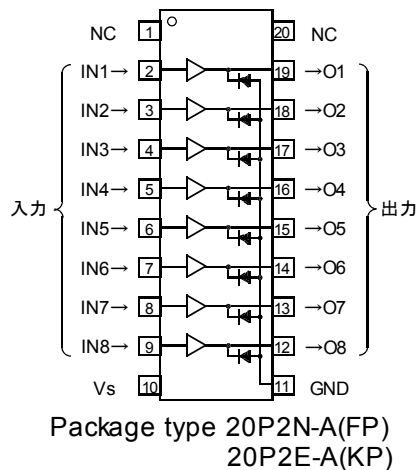 NC 1 20 NC
IN1→ 2 19 →O1
IN2→ 3 18 →O2
IN3→ 4 17 →O3
IN4→ 5 16 →O4
入力 IN5→ 6 15 →O5 出力
IN6→ 7 14 →O6
IN7→ 8 13 →O7
IN8→ 9 12 →O8
Vs 10 11 GND
Package type 20P2N-A(FP)
20P2E-A(KP)